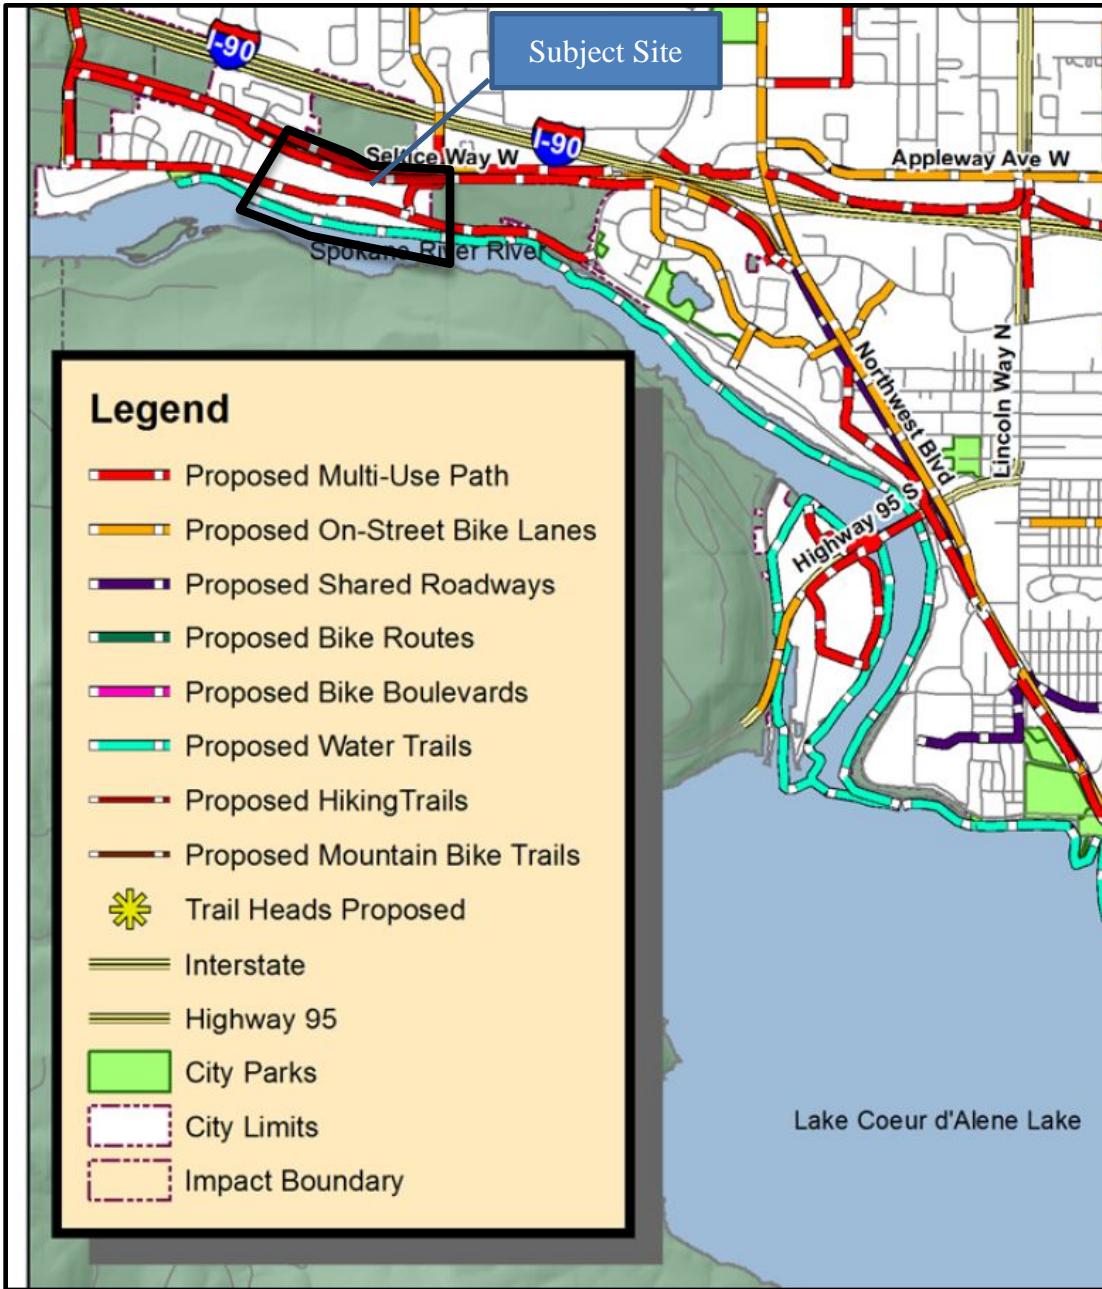 I-90
Subject Site
Seltice Way W
I-90
Appleway Ave W
Spokane River River
Northwest Blvd
Lincoln Way N
Highway 95 S
Legend
Proposed Multi-Use Path
Proposed On-Street Bike Lanes
Proposed Shared Roadways
Proposed Bike Routes
Proposed Bike Boulevards
Proposed Water Trails
Proposed HikingTrails
Proposed Mountain Bike Trails
Trail Heads Proposed
Interstate
Highway 95
City Parks
City Limits
Impact Boundary
Lake Coeur d'Alene Lake